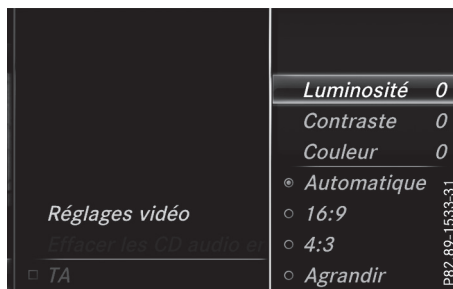 Réglages vidéo
Effacer les CD audio en
TA
Luminosité 0
Contraste 0
Couleur 0
Automatique
16:9
4:3
Agrandir
P82.89-1533-31